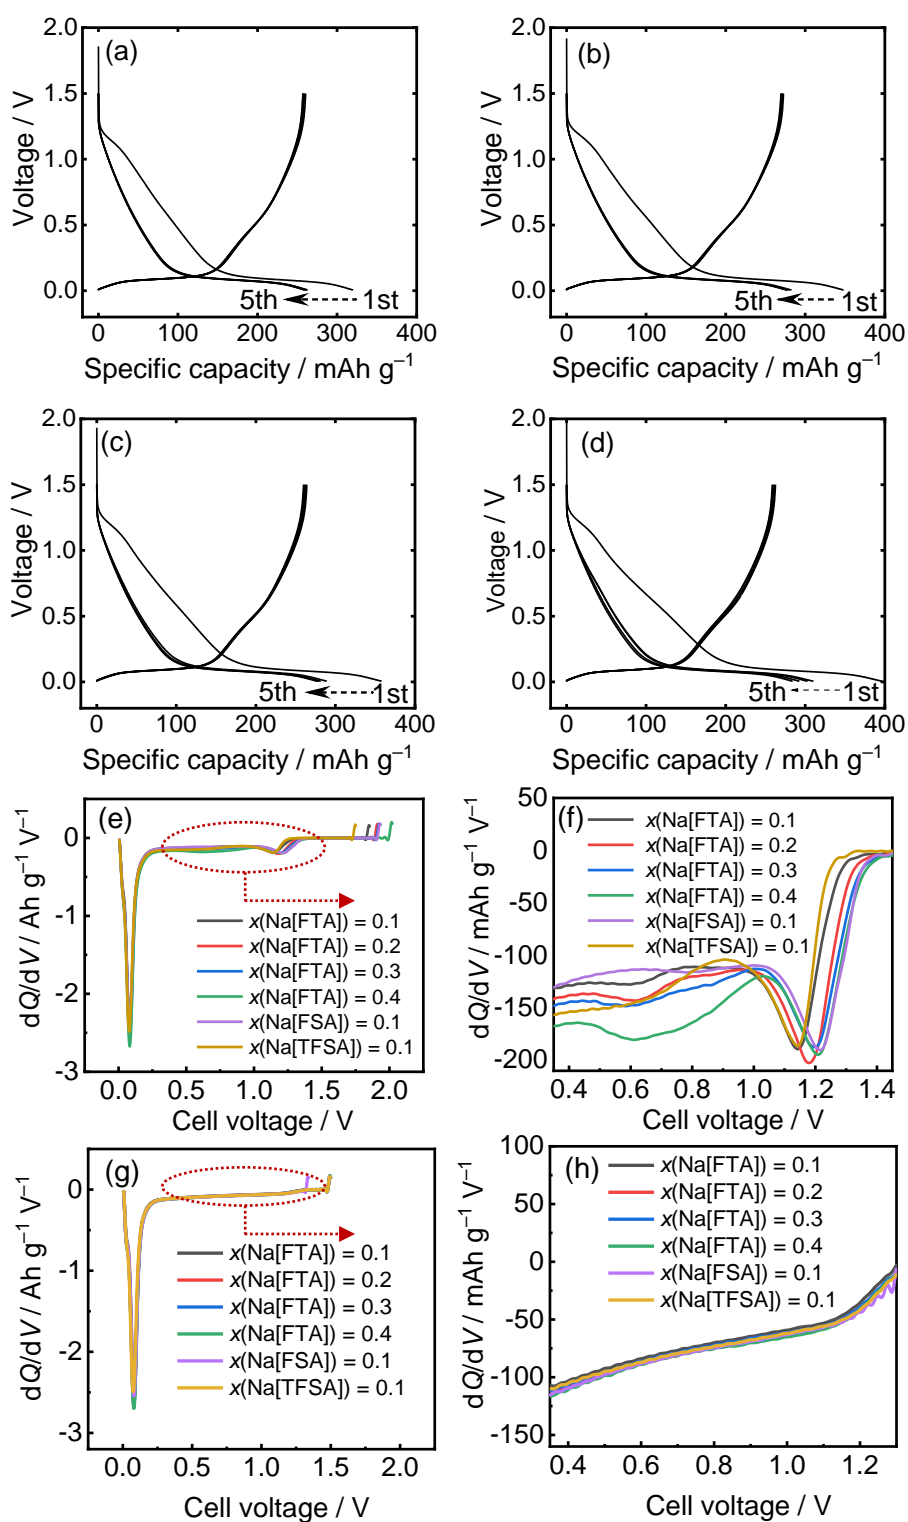 (a)
2.0
1.5
1.0
0.5
0.0
Voltage / V
5th
1st
0 100 200 300 400
Specific capacity / mAh g⁻¹
(b)
2.0
1.5
1.0
0.5
0.0
Voltage / V
5th
1st
0 100 200 300 400
Specific capacity / mAh g⁻¹
(c)
2.0
1.5
1.0
0.5
0.0
Voltage / V
5th
1st
0 100 200 300 400
Specific capacity / mAh g⁻¹
(d)
2.0
1.5
1.0
0.5
0.0
Voltage / V
5th
1st
0 100 200 300 400
Specific capacity / mAh g⁻¹
(e)
0
-1
-2
-3
dQ/dV / Ah g⁻¹ V⁻¹
x(Na[FTA]) = 0.1
x(Na[FTA]) = 0.2
x(Na[FTA]) = 0.3
x(Na[FTA]) = 0.4
x(Na[FSA]) = 0.1
x(Na[TFSA]) = 0.1
0.0 0.5 1.0 1.5 2.0
Cell voltage / V
(f)
50
0
-50
-100
-150
-200
dQ/dV / mAh g⁻¹ V⁻¹
x(Na[FTA]) = 0.1
x(Na[FTA]) = 0.2
x(Na[FTA]) = 0.3
x(Na[FTA]) = 0.4
x(Na[FSA]) = 0.1
x(Na[TFSA]) = 0.1
0.4 0.6 0.8 1.0 1.2 1.4
Cell voltage / V
(g)
0
-1
-2
-3
dQ/dV / Ah g⁻¹ V⁻¹
x(Na[FTA]) = 0.1
x(Na[FTA]) = 0.2
x(Na[FTA]) = 0.3
x(Na[FTA]) = 0.4
x(Na[FSA]) = 0.1
x(Na[TFSA]) = 0.1
0.0 0.5 1.0 1.5 2.0
Cell voltage / V
(h)
100
50
0
-50
-100
-150
dQ/dV / mAh g⁻¹ V⁻¹
x(Na[FTA]) = 0.1
x(Na[FTA]) = 0.2
x(Na[FTA]) = 0.3
x(Na[FTA]) = 0.4
x(Na[FSA]) = 0.1
x(Na[TFSA]) = 0.1
0.4 0.6 0.8 1.0 1.2
Cell voltage / V